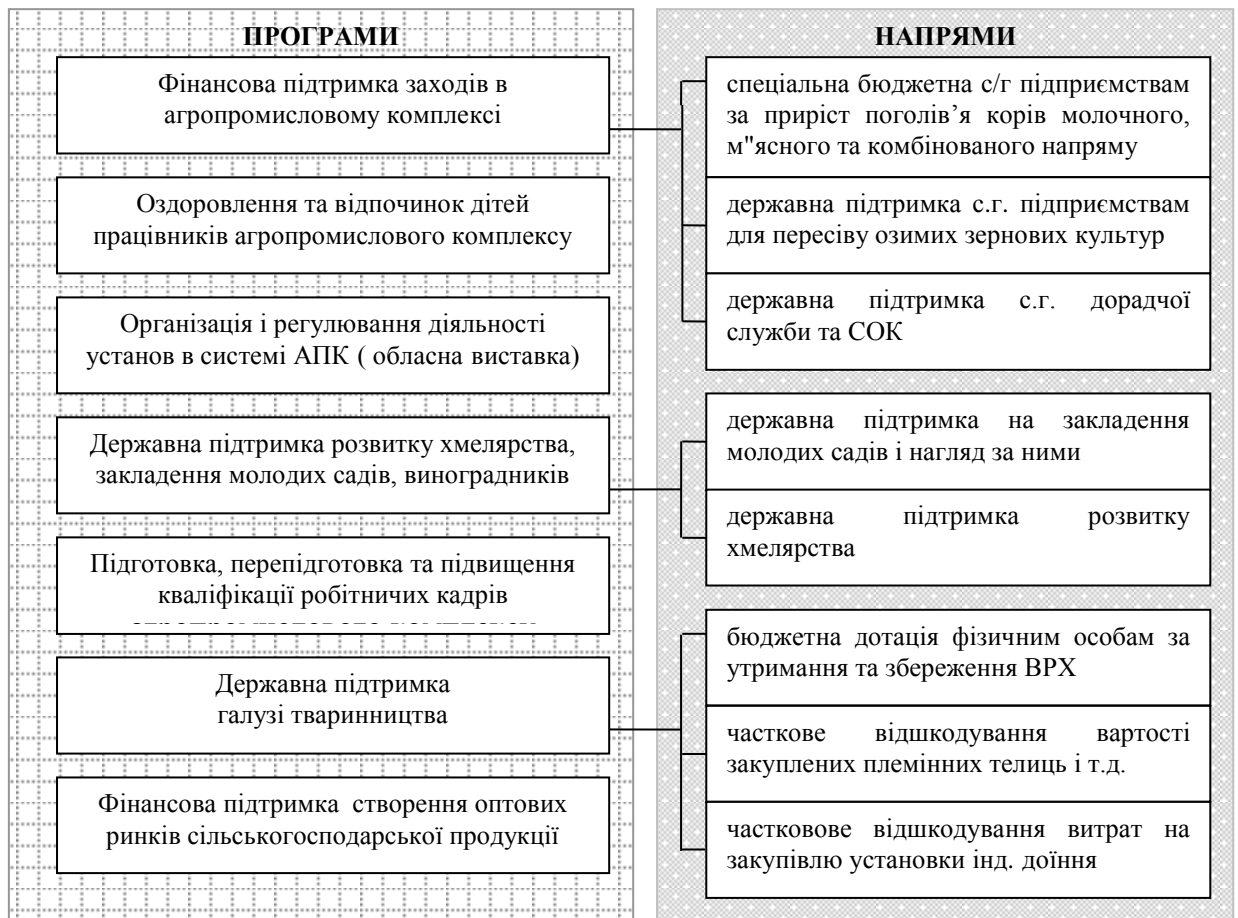 ПРОГРАМИ
Фінансова підтримка заходів в
агропромисловому комплексі
Оздоровлення та відпочинок дітей
працівників агропромислового комплексу
Організація і регулювання діяльності
установ в системі АПК ( обласна виставка)
Державна підтримка розвитку хмелярства,
закладення молодих садів, виноградників
Підготовка, перепідготовка та підвищення
кваліфікації робітничих кадрів
Державна підтримка
галузі тваринництва
Фінансова підтримка створення оптових
ринків сільськогосподарської продукції
НАПРЯМИ
спеціальна бюджетна с/г підприємствам
за приріст поголів’я корів молочного,
м"ясного та комбінованого напряму
державна підтримка с.г. підприємствам
для пересіву озимих зернових культур
державна підтримка с.г. дорадчої
служби та СОК
державна підтримка на закладення
молодих садів і нагляд за ними
державна підтримка розвитку
хмелярства
бюджетна дотація фізичним особам за
утримання та збереження ВРХ
часткове відшкодування вартості
закуплених племінних телиць і т.д.
частковове відшкодування витрат на
закупівлю установки інд. доїння